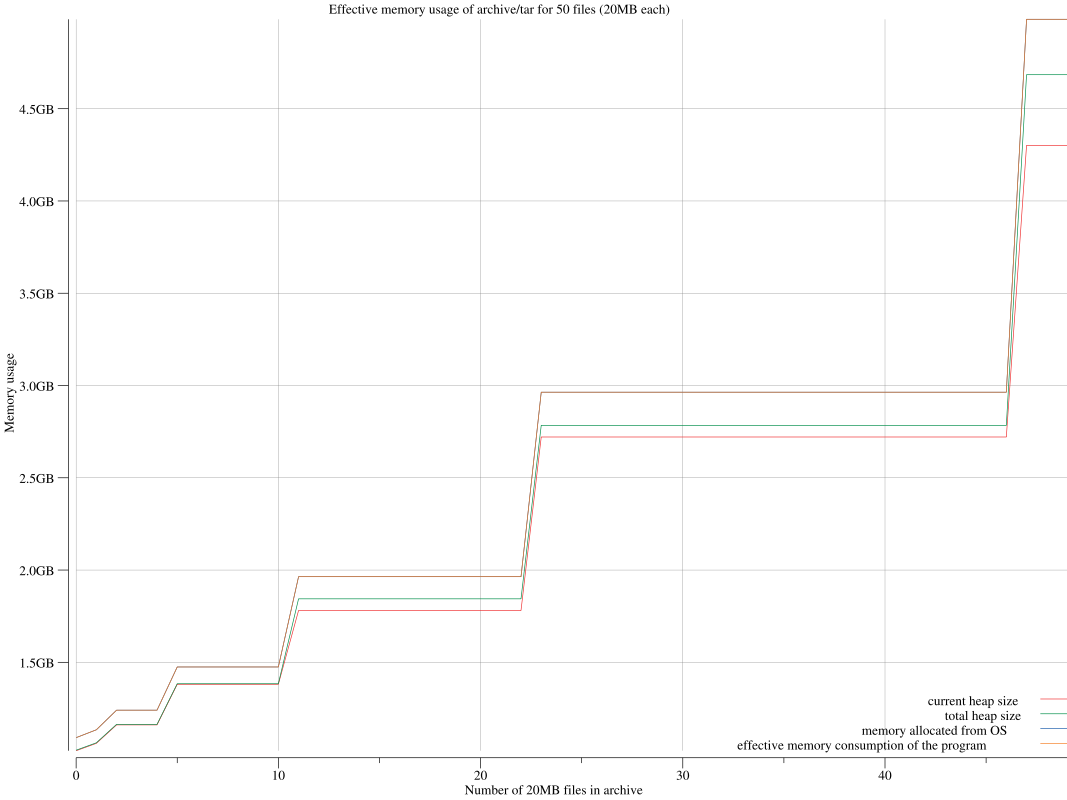 Effective memory usage of archive/tar for 50 files (20MB each)
4.5GB
4.0GB
3.5GB
3.0GB
2.5GB
2.0GB
1.5GB
Memory usage
current heap size
total heap size
memory allocated from OS
effective memory consumption of the program
0 10 20 30 40
Number of 20MB files in archive